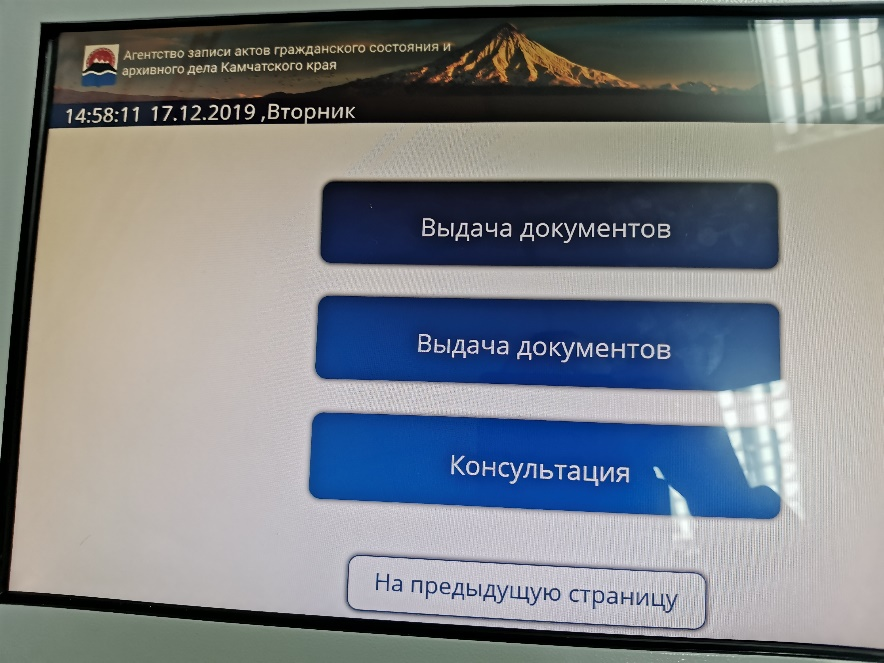 Агентство записи актов гражданского состояния и
архивного дела Камчатского края
14:58:11 17.12.2019 ,Вторник
Выдача документов
Выдача документов
Консультация
На предыдущую страницу